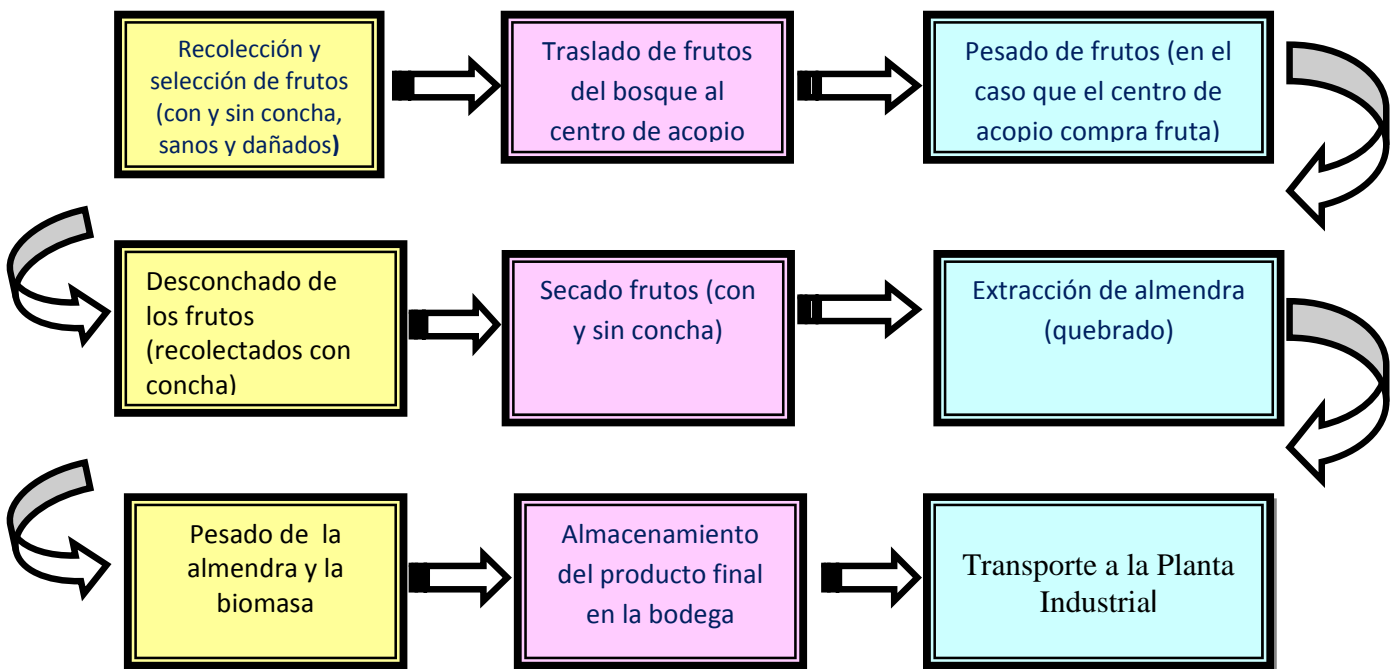 Recolección y
selección de frutos
(con y sin concha,
sanos y dañados)
Traslado de frutos
del bosque al
centro de acopio
Pesado de frutos (en el
caso que el centro de
acopio compra fruta)
Desconchado de
los frutos
(recolectados con
concha)
Secado frutos (con
y sin concha)
Extracción de almendra
(quebrado)
Pesado de la
almendra y la
biomasa
Almacenamiento
del producto final
en la bodega
Transporte a la Planta
Industrial